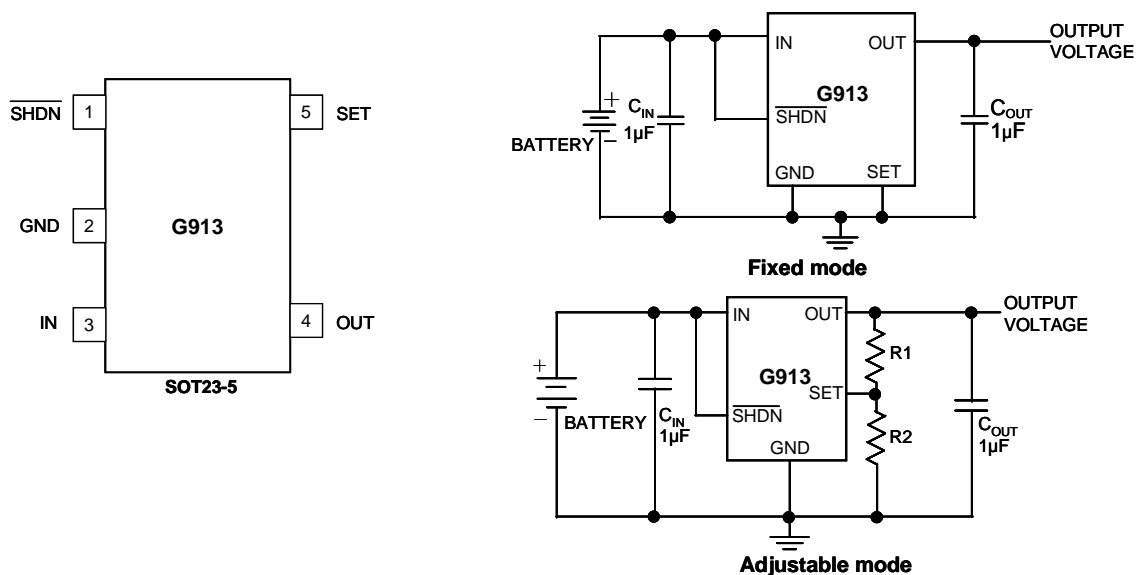 SHDN
1
5
SET
GND
2
G913
IN
3
4
OUT
SOT23-5
IN
OUT
OUTPUT
VOLTAGE
G913
+
CIN
1µF
SHDN
COUT
1µF
BATTERY
−
GND
SET
Fixed mode
IN
OUT
OUTPUT
VOLTAGE
R1
+
G913
SET
SHDN
−
BATTERY
CIN
1µF
R2
COUT
1µF
GND
Adjustable mode